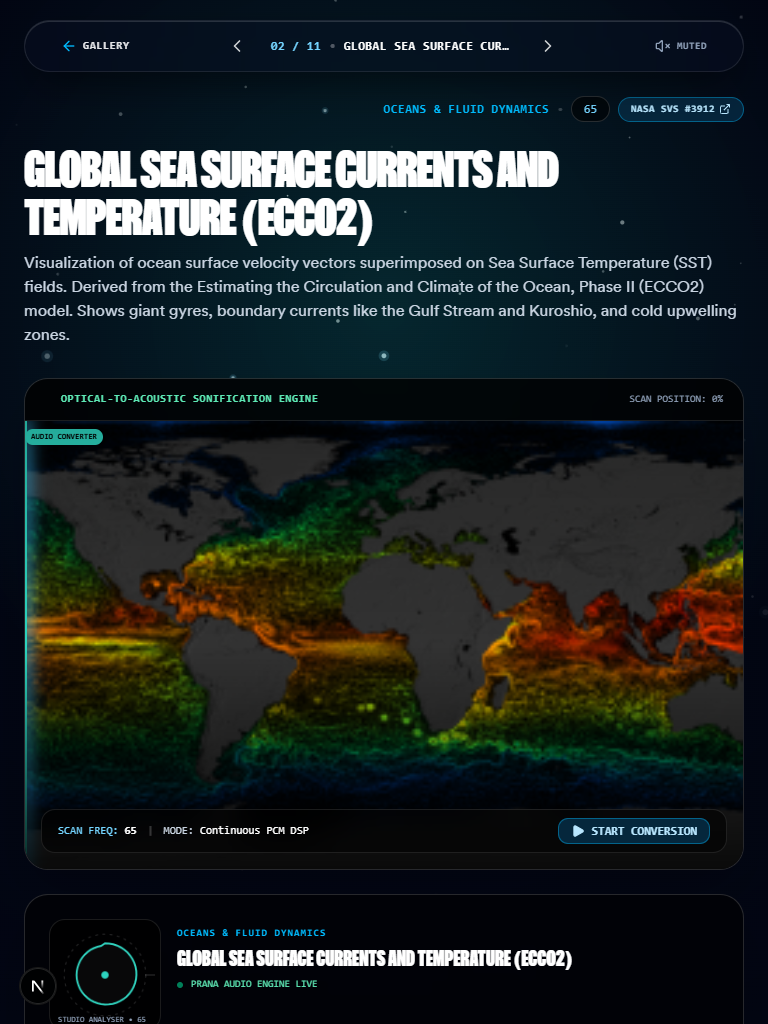 GALLERY
02 / 11 • GLOBAL SEA SURFACE CUR…
MUTED
OCEANS & FLUID DYNAMICS • 65 NASA SVS #3912
GLOBAL SEA SURFACE CURRENTS AND
TEMPERATURE (ECCO2)
Visualization of ocean surface velocity vectors superimposed on Sea Surface Temperature (SST)
fields. Derived from the Estimating the Circulation and Climate of the Ocean, Phase II (ECCO2)
model. Shows giant gyres, boundary currents like the Gulf Stream and Kuroshio, and cold upwelling
zones.
OPTICAL-TO-ACOUSTIC SONIFICATION ENGINE
SCAN POSITION: 0%
AUDIO CONVERTER
SCAN FREQ: 65 | MODE: Continuous PCM DSP
START CONVERSION
OCEANS & FLUID DYNAMICS
GLOBAL SEA SURFACE CURRENTS AND TEMPERATURE (ECCO2)
PRANA AUDIO ENGINE LIVE
N
STUDIO ANALYSER • 65